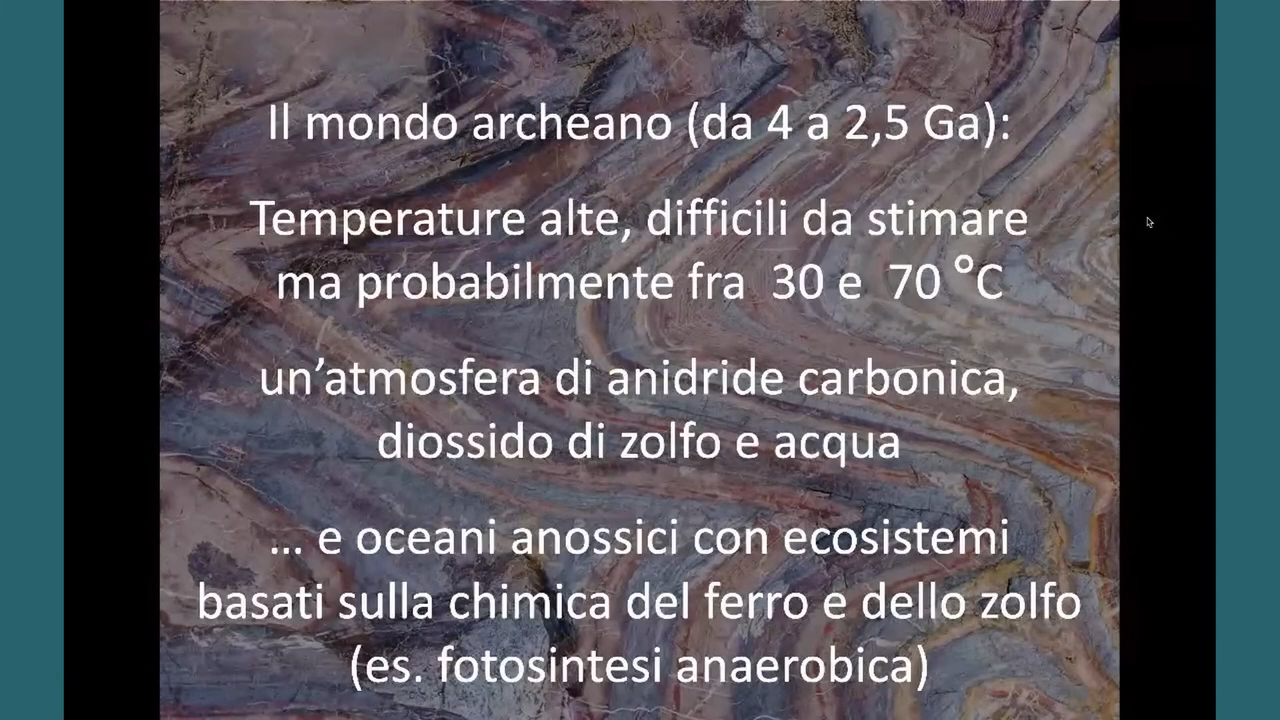 Il mondo archeano (da 4 a 2,5 Ga):
Temperature alte, difficili da stimare
ma probabilmente fra 30 e 70 °C
un’atmosfera di anidride carbonica,
diossido di zolfo e acqua
... e oceani anossici con ecosistemi
basati sulla chimica del ferro e dello zolfo
(es. fotosintesi anaerobica)